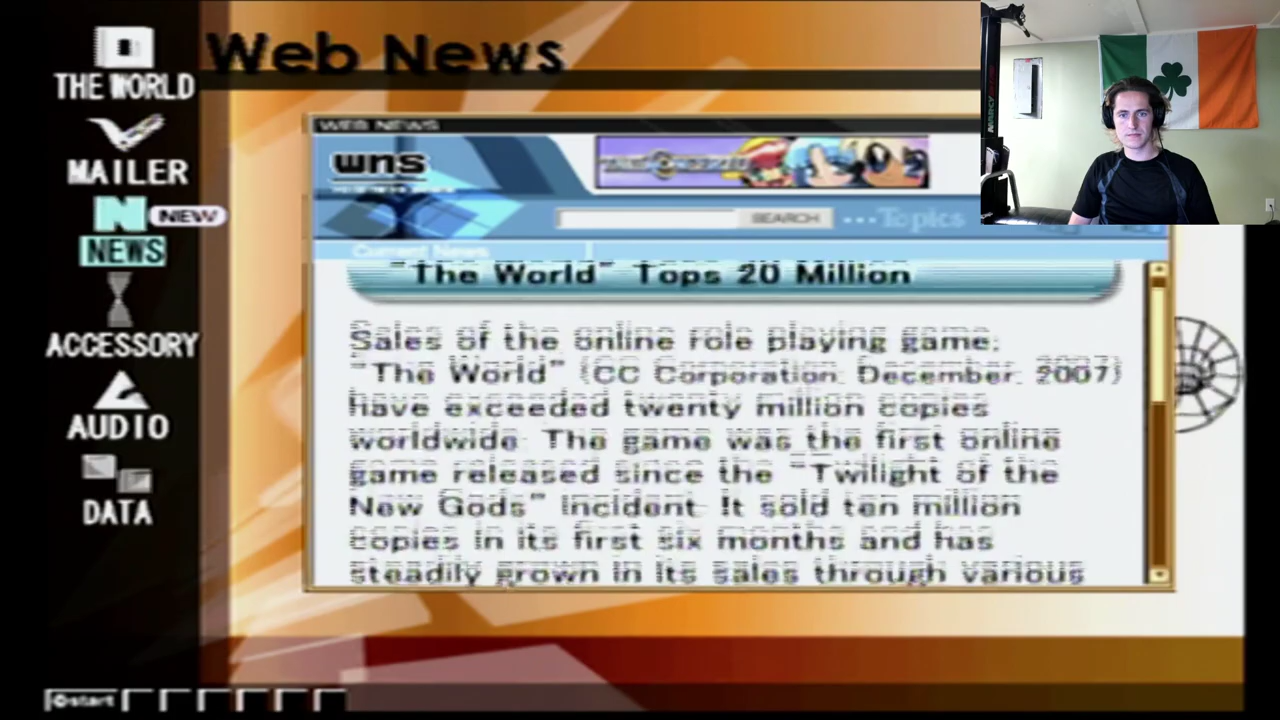 THE WORLD
MAILER
NEW
NEWS
ACCESSORY
AUDIO
DATA
start
Web News
WEB NEWS
wns
SEARCH
Topics
Current News
"The World" Tops 20 Million
Sales of the online role playing game,
"The World" (CC Corporation, December, 2007)
have exceeded twenty million copies
worldwide. The game was the first online
game released since the "Twilight of the
New Gods" Incident. It sold ten million
copies in its first six months and has
steadily grown in its sales through various
MARCY